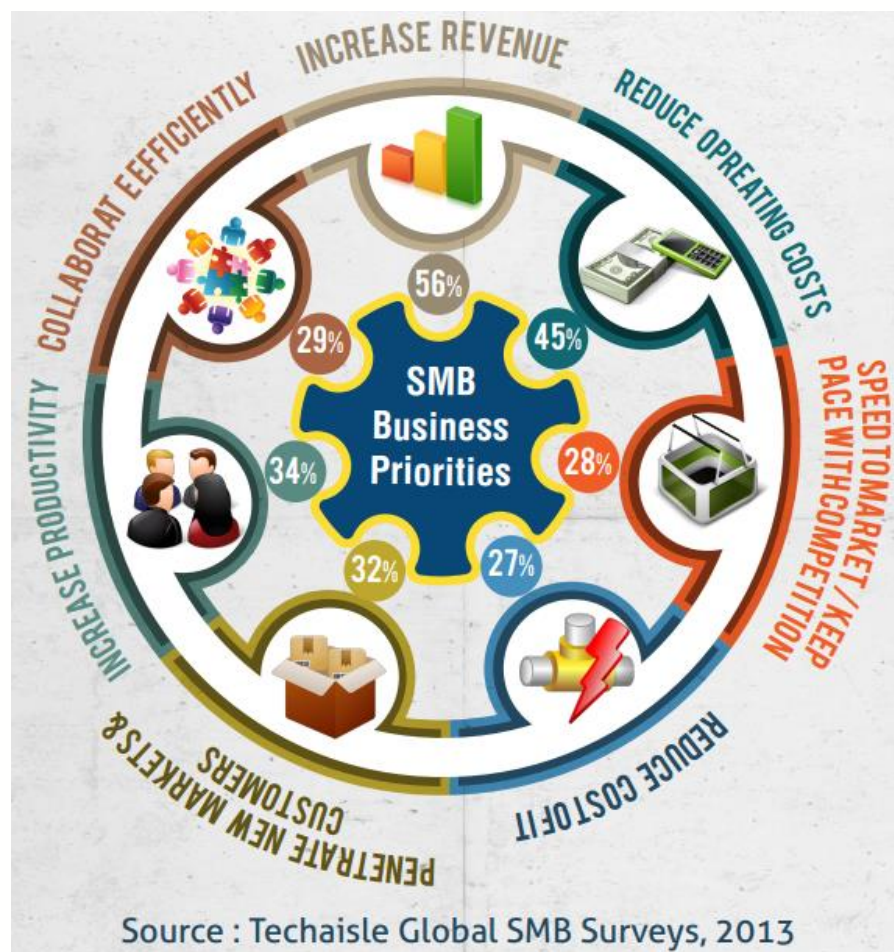 INCREASE REVENUE
56%
REDUCE OPREATING COSTS
45%
SPEED TO MARKET / KEEP
PACE WITH COMPETITION
28%
REDUCE COST OF IT
27%
PENETRATE NEW MARKETS &
CUSTOMERS
32%
INCREASE PRODUCTIVITY
34%
COLLABORAT EEFFICIENTLY
29%
SMB
Business
Priorities
Source : Techaisle Global SMB Surveys, 2013